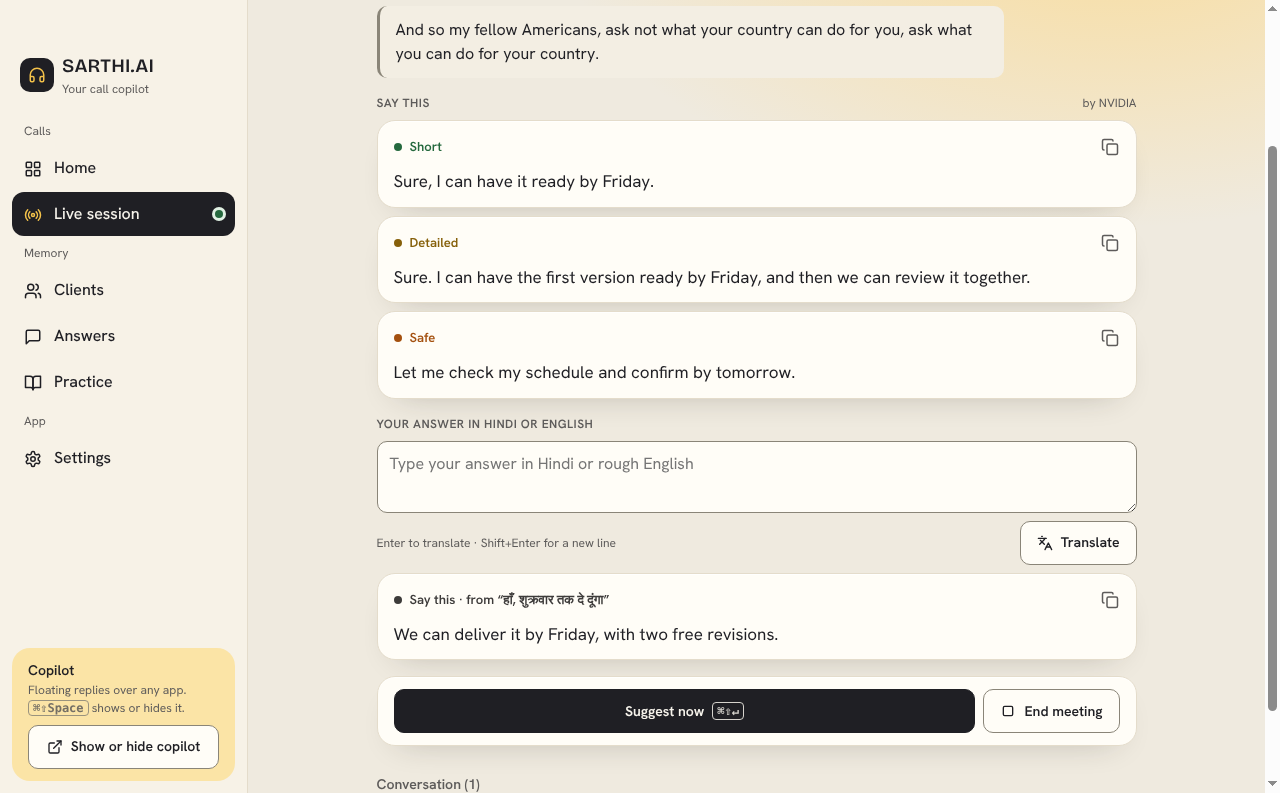 SARTHI.AI
Your call copilot
Calls
Home
Live session
Memory
Clients
Answers
Practice
App
Settings
Copilot
Floating replies over any app.
⌘⇧Space shows or hides it.
Show or hide copilot
And so my fellow Americans, ask not what your country can do for you, ask what
you can do for your country.
SAY THIS
by NVIDIA
Short
Sure, I can have it ready by Friday.
Detailed
Sure. I can have the first version ready by Friday, and then we can review it together.
Safe
Let me check my schedule and confirm by tomorrow.
YOUR ANSWER IN HINDI OR ENGLISH
Type your answer in Hindi or rough English
Enter to translate · Shift+Enter for a new line
Translate
Say this · from “हाँ, शुक्रवार तक दे दूंगा”
We can deliver it by Friday, with two free revisions.
Suggest now ⌘⇧↵
End meeting
Conversation (1)